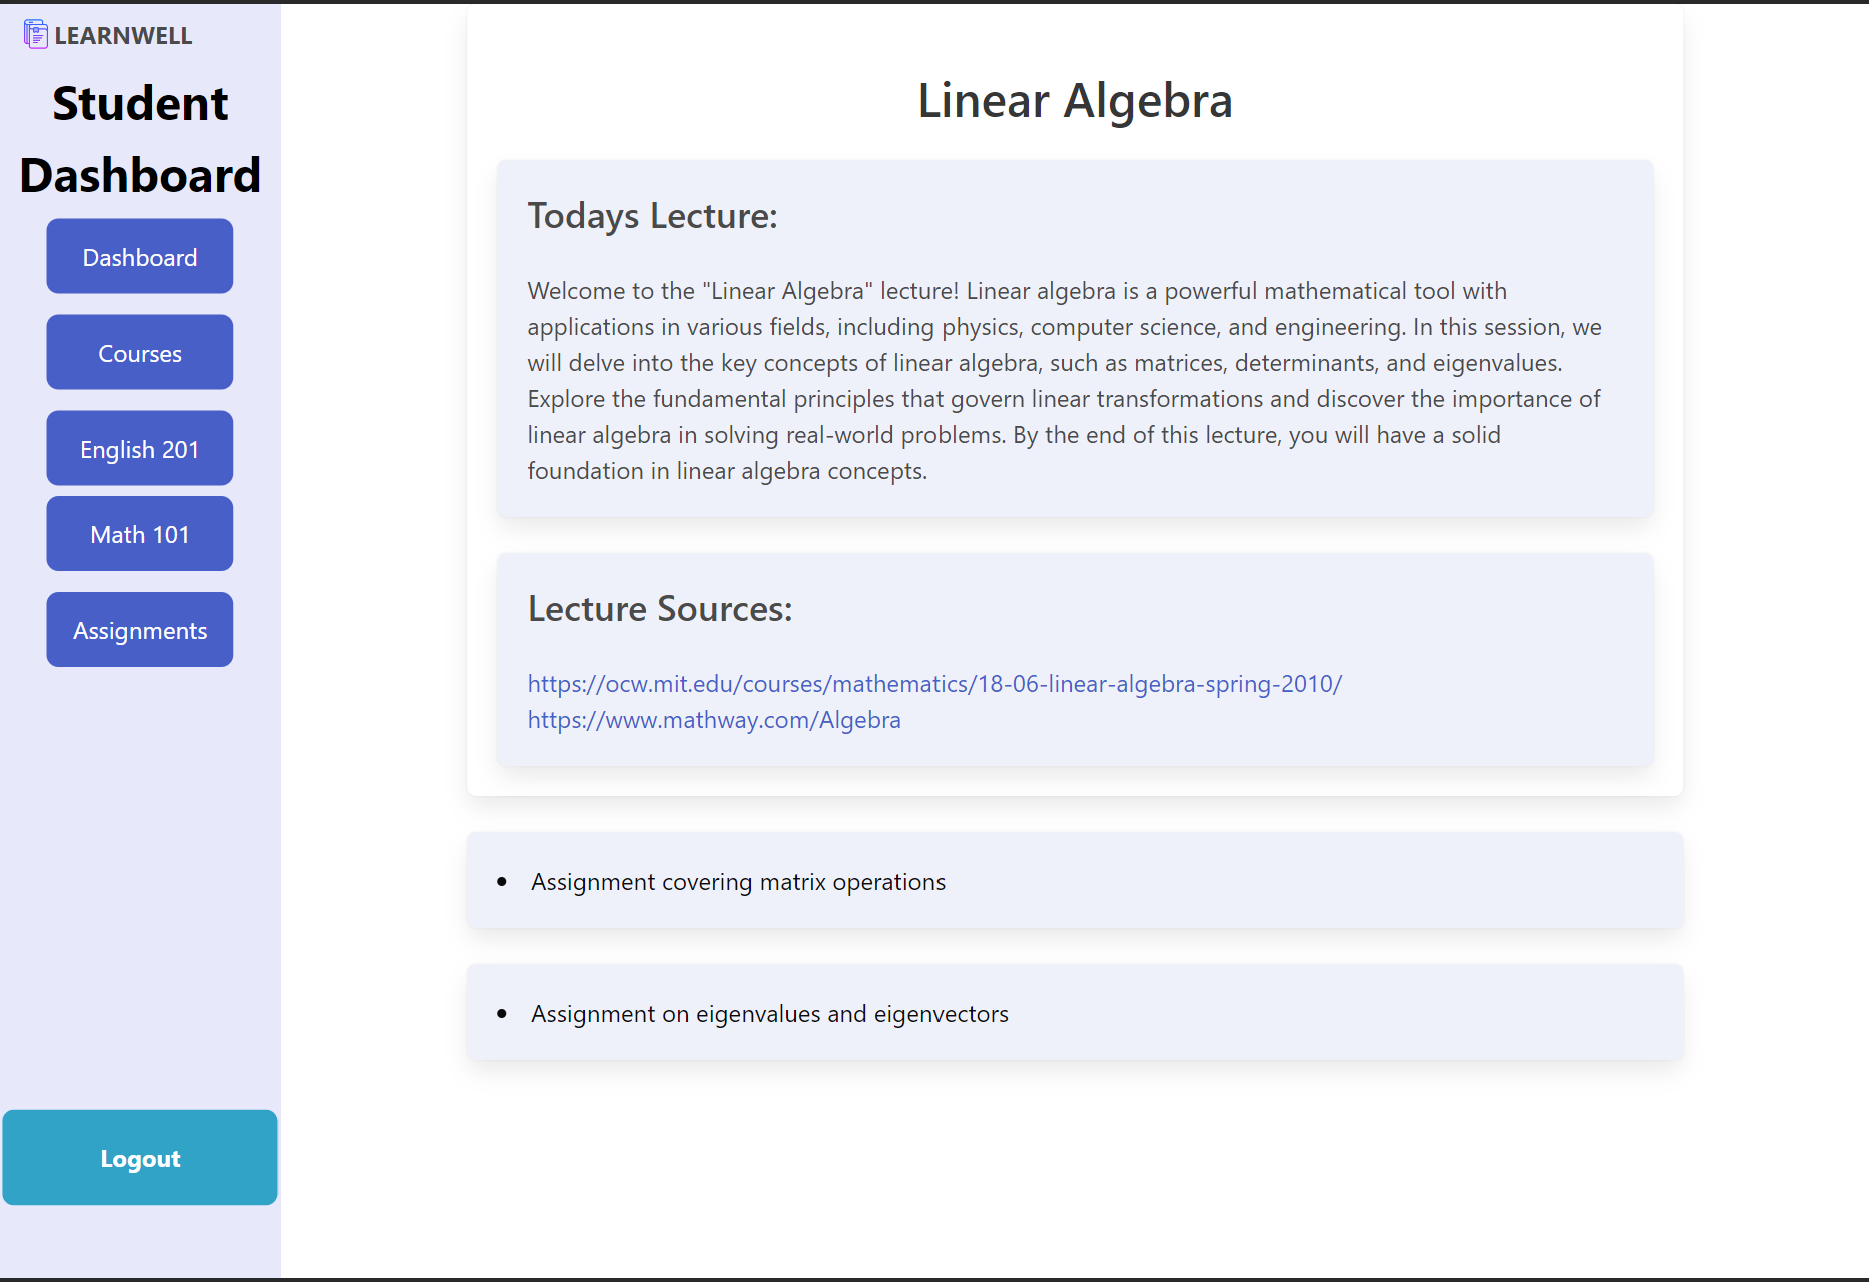 LEARNWELL
Student
Dashboard
Dashboard
Courses
English 201
Math 101
Assignments
Logout
Linear Algebra
Todays Lecture:
Welcome to the "Linear Algebra" lecture! Linear algebra is a powerful mathematical tool with
applications in various fields, including physics, computer science, and engineering. In this session, we
will delve into the key concepts of linear algebra, such as matrices, determinants, and eigenvalues.
Explore the fundamental principles that govern linear transformations and discover the importance of
linear algebra in solving real-world problems. By the end of this lecture, you will have a solid
foundation in linear algebra concepts.
Lecture Sources:
https://ocw.mit.edu/courses/mathematics/18-06-linear-algebra-spring-2010/
https://www.mathway.com/Algebra
• Assignment covering matrix operations
• Assignment on eigenvalues and eigenvectors